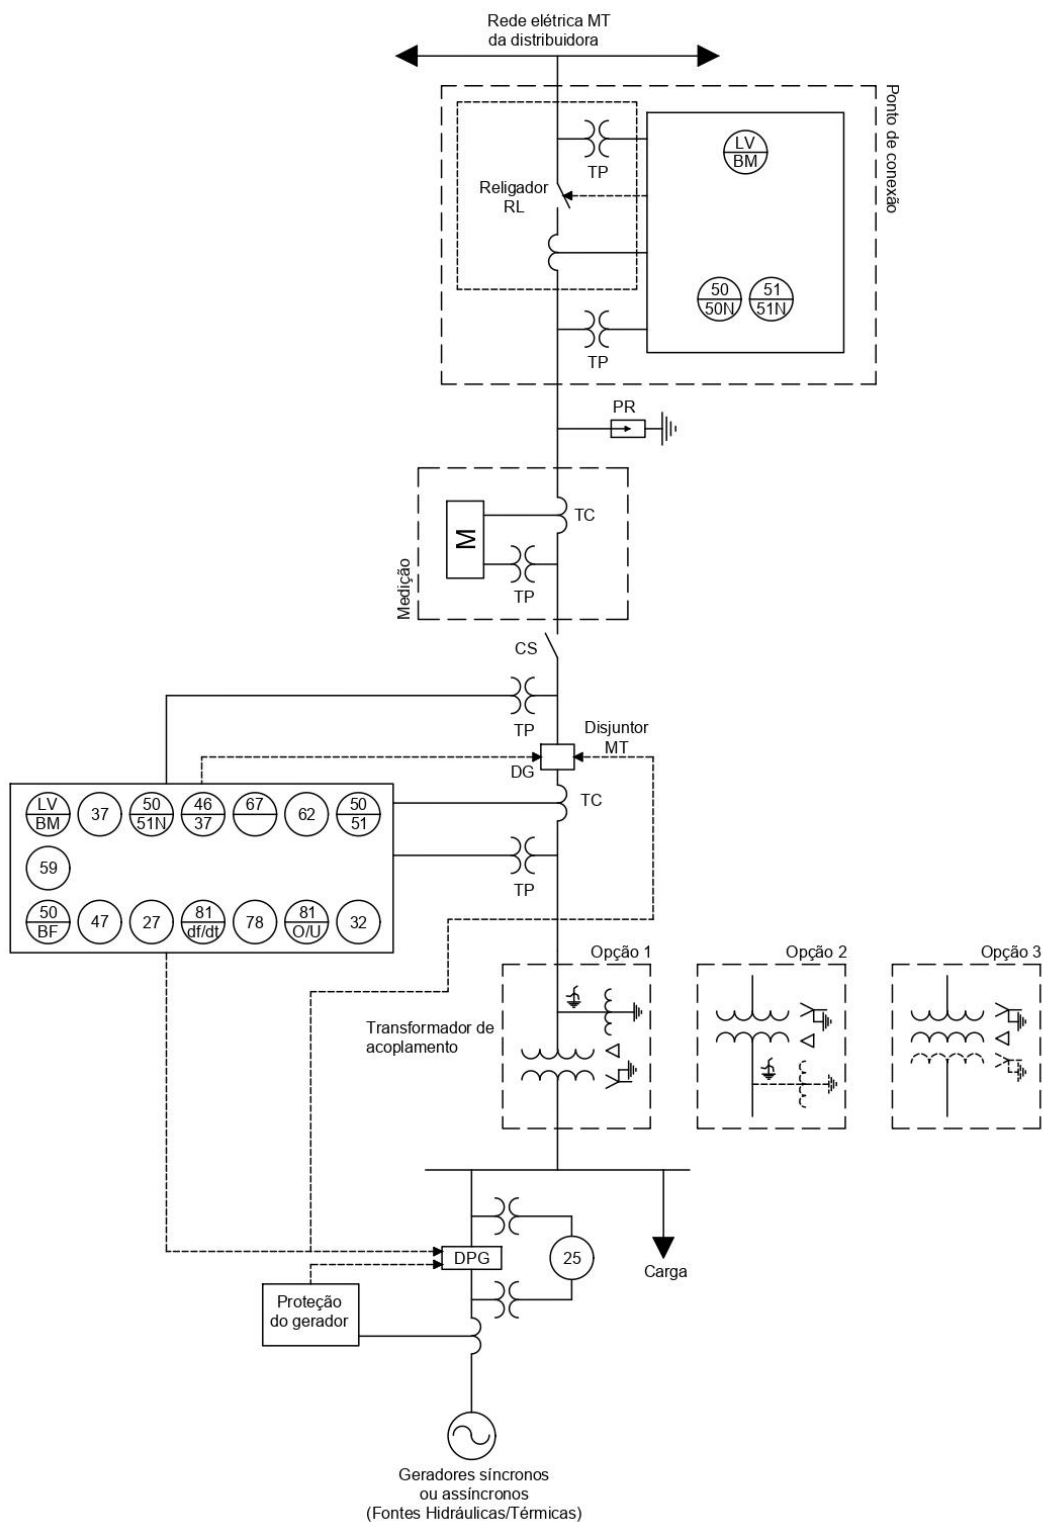 Rede elétrica MT
da distribuidora
Ponto de conexão
LV
BM
TP
Religador
RL
50
50N
51
51N
TP
PR
Medição
M
TC
TP
CS
TP
Disjuntor
MT
DG
TC
LV
BM
37
50
51N
46
37
67
62
50
51
59
TP
50
BF
47
27
81
df/dt
78
81
O/U
32
Opção 1
Opção 2
Opção 3
Transformador de
acoplamento
DPG
25
Carga
Proteção
do gerador
Geradores síncronos
ou assíncronos
(Fontes Hidráulicas/Térmicas)